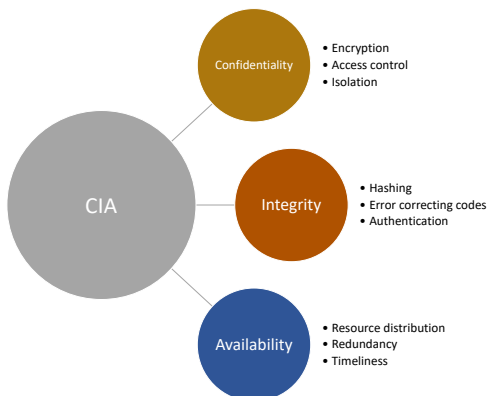 CIA
Confidentiality
• Encryption
• Access control
• Isolation
Integrity
• Hashing
• Error correcting codes
• Authentication
Availability
• Resource distribution
• Redundancy
• Timeliness